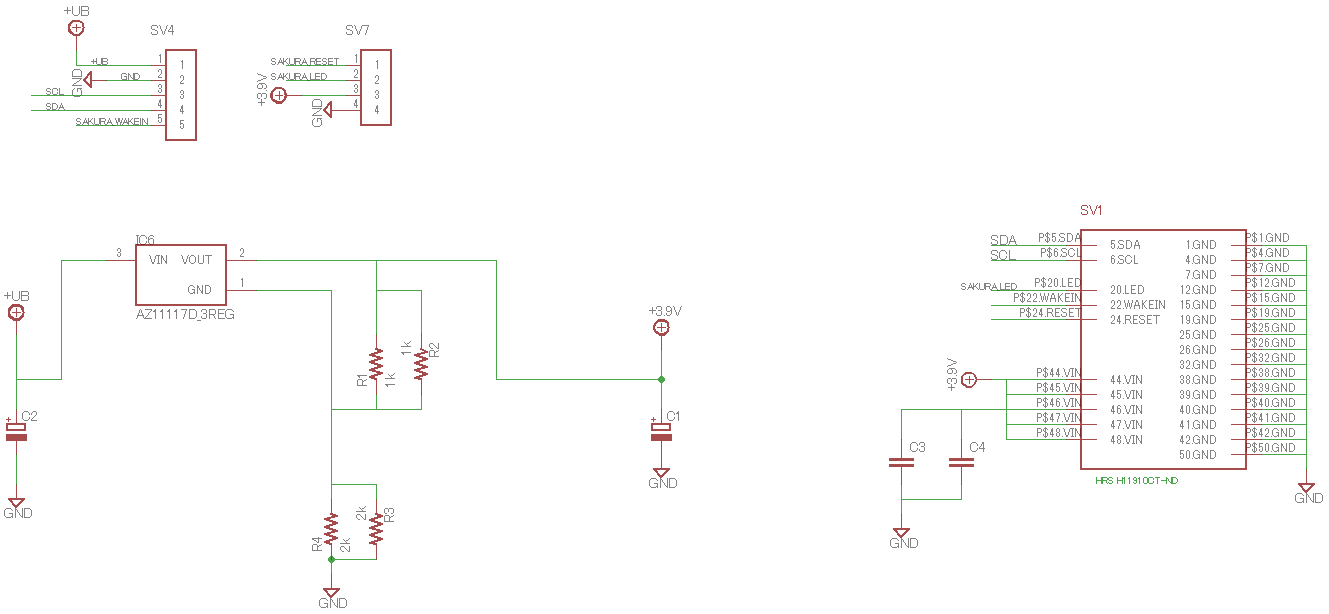 +UB
SV4
+UB
GND
GND
SCL
SDA
SAKURA.WAKEIN
1
2
3
4
5
1
2
3
4
5
SV7
SAKURA.RESET
SAKURA.LED
+3.9V
GND
1
2
3
4
1
2
3
4
IC6
3
VIN
VOUT
2
GND
1
AZ11117D_3REG
+UB
+
C2
GND
R1
1k
1k
R2
+3.9V
+
C1
GND
R4
2k
2k
R3
GND
SV1
SDA
SCL
SAKURA.LED
P$5.SDA
P$6.SCL
P$20.LED
P$22.WAKEIN
P$24.RESET
+3.9V
P$44.VIN
P$45.VIN
P$46.VIN
P$47.VIN
P$48.VIN
5.SDA
6.SCL
20.LED
22.WAKEIN
24.RESET
44.VIN
45.VIN
46.VIN
47.VIN
48.VIN
1.GND
4.GND
7.GND
12.GND
15.GND
19.GND
25.GND
26.GND
32.GND
38.GND
39.GND
40.GND
41.GND
42.GND
50.GND
P$1.GND
P$4.GND
P$7.GND
P$12.GND
P$15.GND
P$19.GND
P$25.GND
P$26.GND
P$32.GND
P$38.GND
P$39.GND
P$40.GND
P$41.GND
P$42.GND
P$50.GND
HRS H11910CT-ND
GND
C3
C4
GND